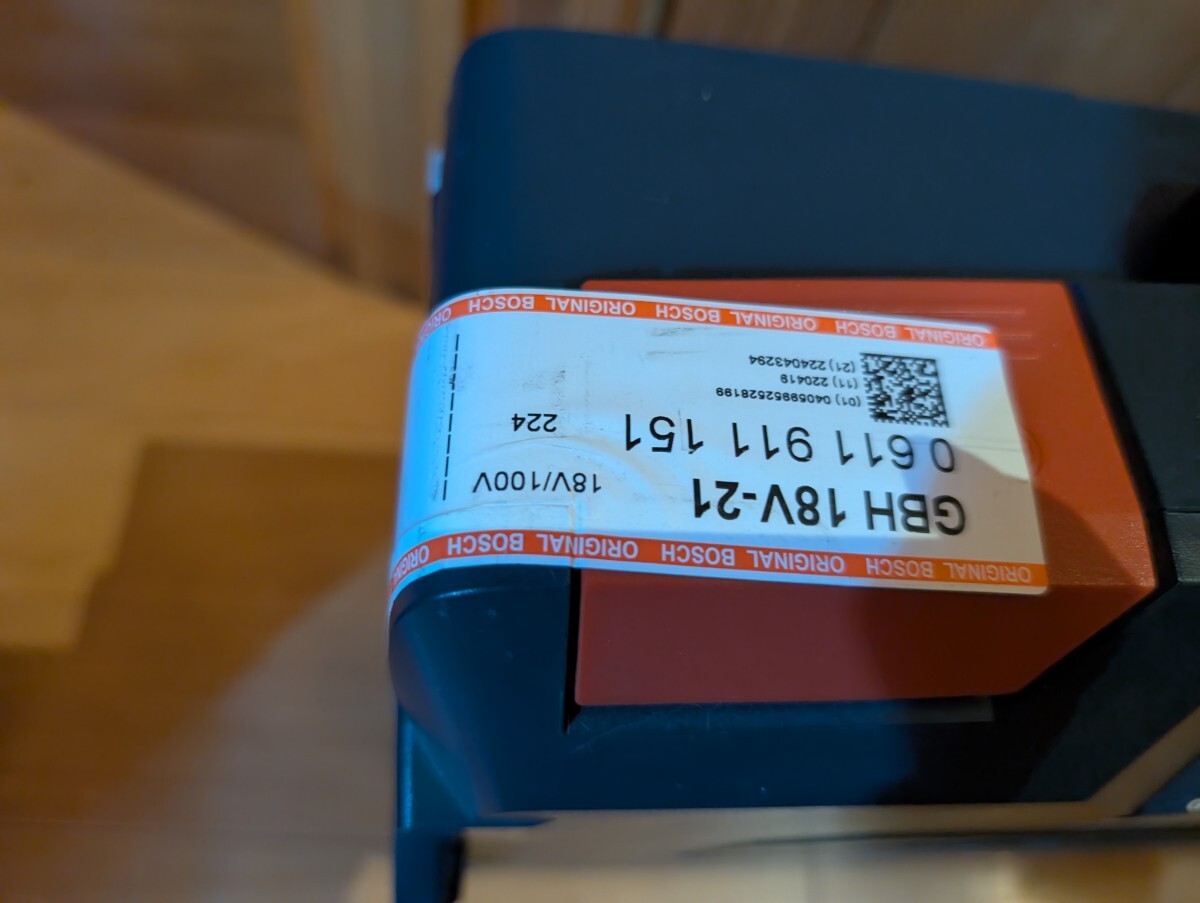 ORIGINAL BOSCH ORIGINAL BOSCH ORIGINAL BOSCH ORIGINAL
GBH 18V-21 18V/100V
0 611 911 151 224
(01) 04059952528199
(11) 220419
(21) 224043294
ORIGINAL BOSCH ORIGINAL BOSCH ORIGINAL BOSCH